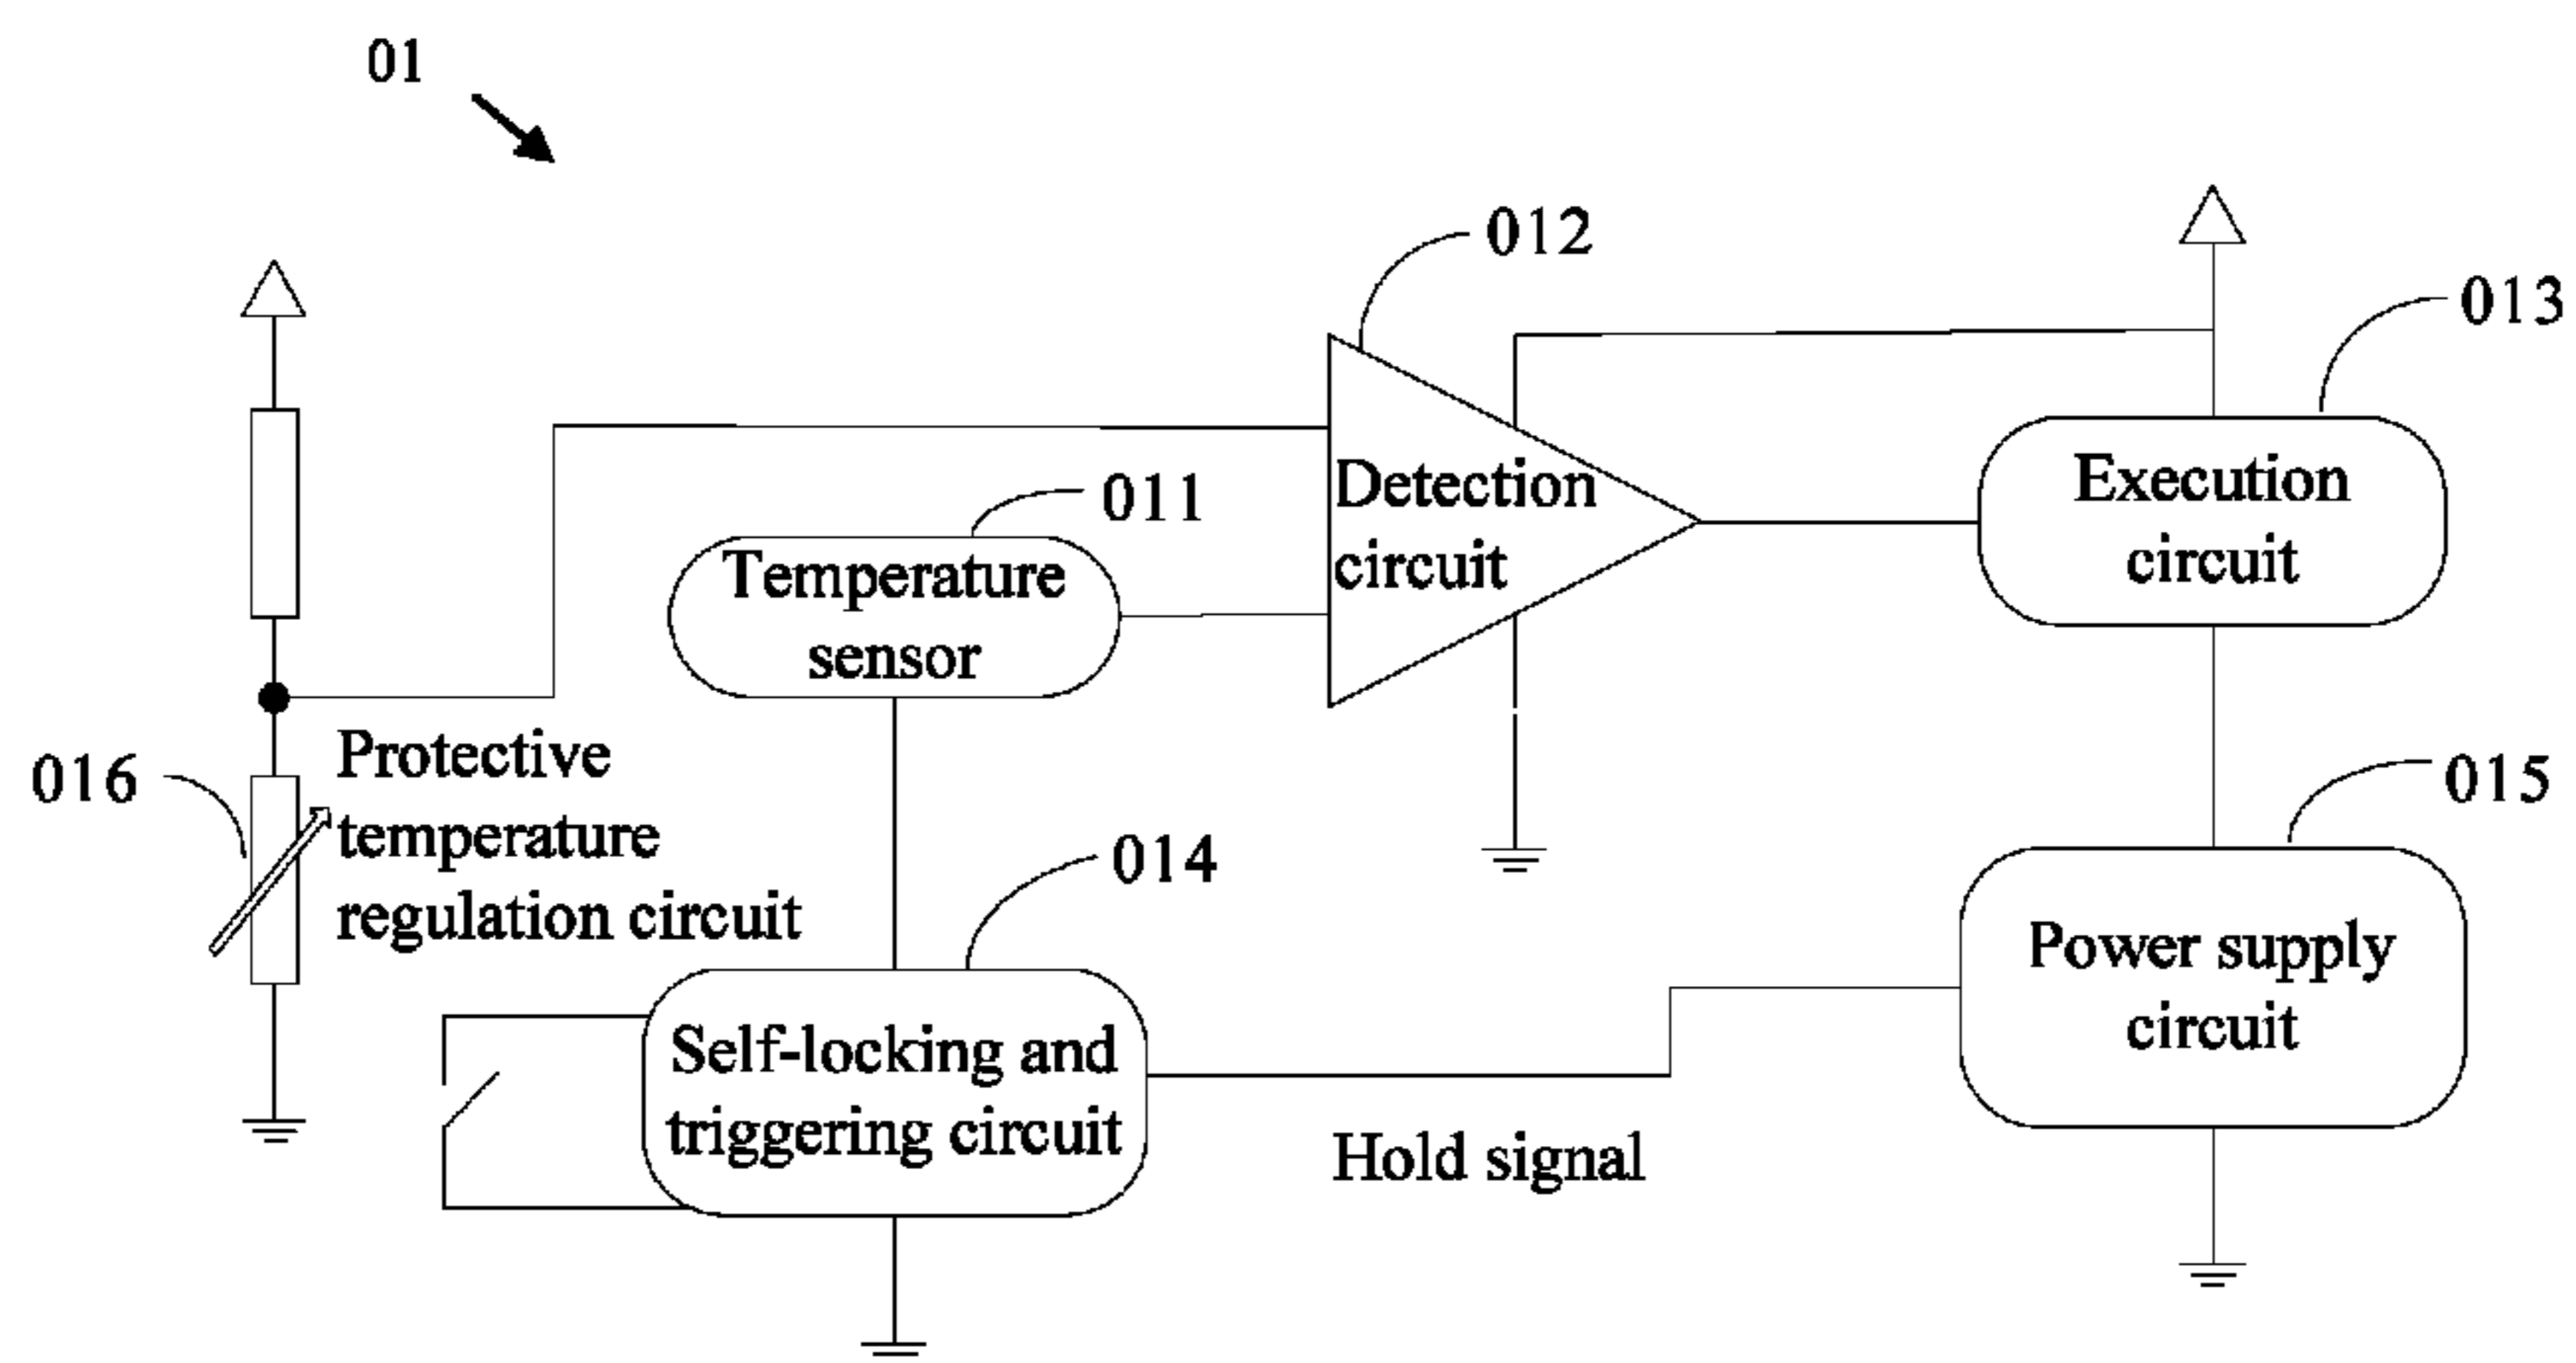 01
012
013
Detection
circuit
Execution
circuit
011
Temperature
sensor
016
Protective
temperature
regulation circuit
014
015
Power supply
circuit
Self-locking and
triggering circuit
Hold signal